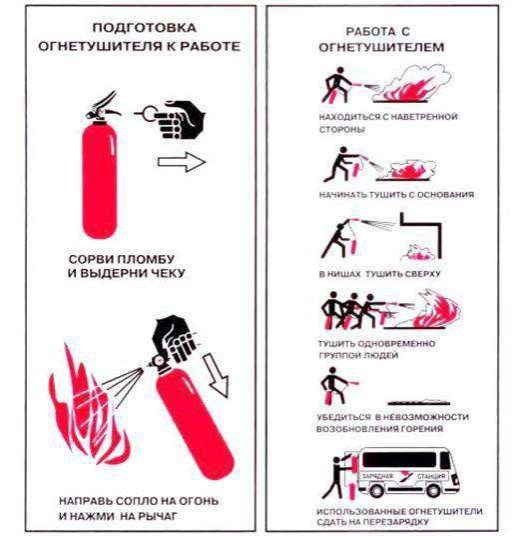 ПОДГОТОВКА
ОГНЕТУШИТЕЛЯ К РАБОТЕ
СОРВИ ПЛОМБУ
И ВЫДЕРНИ ЧЕКУ
НАПРАВЬ СОПЛО НА ОГОНЬ
И НАЖМИ НА РЫЧАГ
РАБОТА С
ОГНЕТУШИТЕЛЕМ
НАХОДИТЬСЯ С НАВЕТРЕННОЙ
СТОРОНЫ
НАЧИНАТЬ ТУШИТЬ С ОСНОВАНИЯ
В НИШАХ ТУШИТЬ СВЕРХУ
ТУШИТЬ ОДНОВРЕМЕННО
ГРУППОЙ ЛЮДЕЙ
УБЕДИТЬСЯ В НЕВОЗМОЖНОСТИ
ВОЗОБНОВЛЕНИЯ ГОРЕНИЯ
ЗАРЯДНАЯ СТАНЦИЯ
ИСПОЛЬЗОВАННЫЕ ОГНЕТУШИТЕЛИ
СДАТЬ НА ПЕРЕЗАРЯДКУ